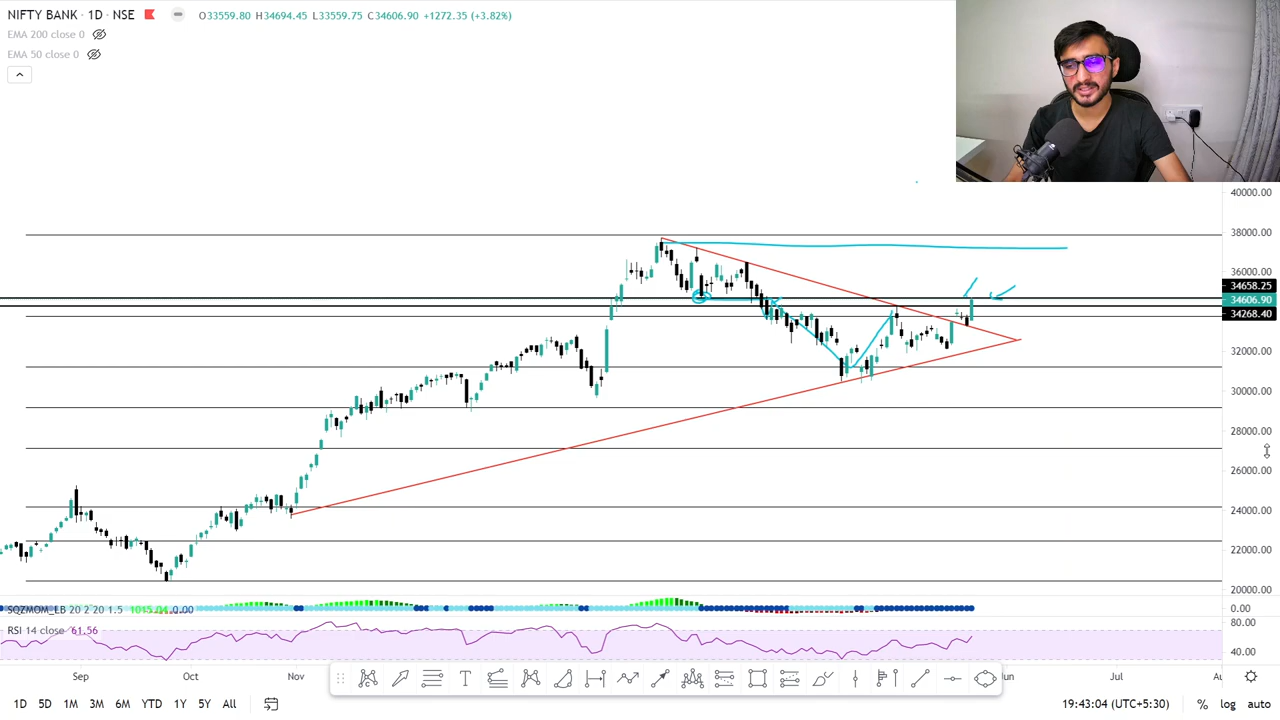 NIFTY BANK · 1D · NSE O33559.80 H34694.45 L33559.75 C34606.90 +1272.35 (+3.82%)
EMA 200 close 0
EMA 50 close 0
40000.00
38000.00
36000.00
34658.25
34606.90
34268.40
32000.00
30000.00
28000.00
26000.00
24000.00
22000.00
20000.00
SQZMOM_LB 20 2 20 1.5 1015.04 0.00
0.00
RSI 14 close 61.56
80.00
40.00
Sep Oct Nov Jul
1D 5D 1M 3M 6M YTD 1Y 5Y All 19:43:04 (UTC+5:30) % log auto